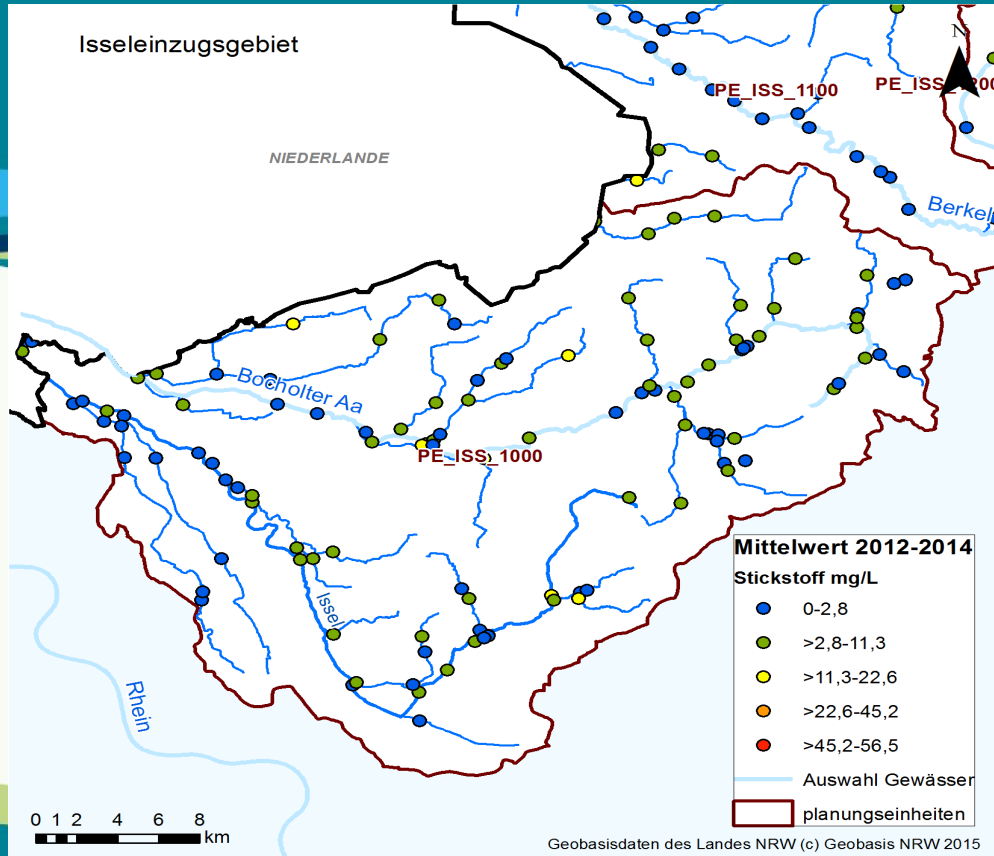 Isseleinzugsgebiet
N
PE_ISS_1100
NIEDERLANDE
Berkel
Bocholter Aa
PE_ISS_1000
Issel
Rhein
Mittelwert 2012-2014
Stickstoff mg/L
0-2,8
>2,8-11,3
>11,3-22,6
>22,6-45,2
>45,2-56,5
Auswahl Gewässer
planungseinheiten
0 1 2 4 6 8
km
Geobasisdaten des Landes NRW (c) Geobasis NRW 2015